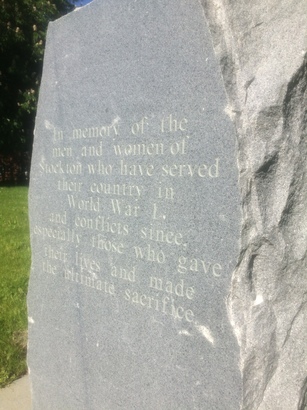 In memory of the
men and women of
Stockton who have served
their country in
World War I,
and conflicts since,
especially those who gave
their lives and made
the ultimate sacrifice